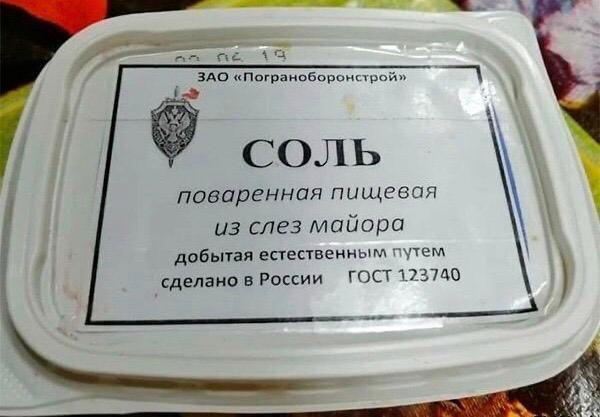 ЗАО «Пограноборонстрой»
СОЛЬ
поваренная пищевая
из слез майора
добытая естественным путем
сделано в России ГОСТ 123740